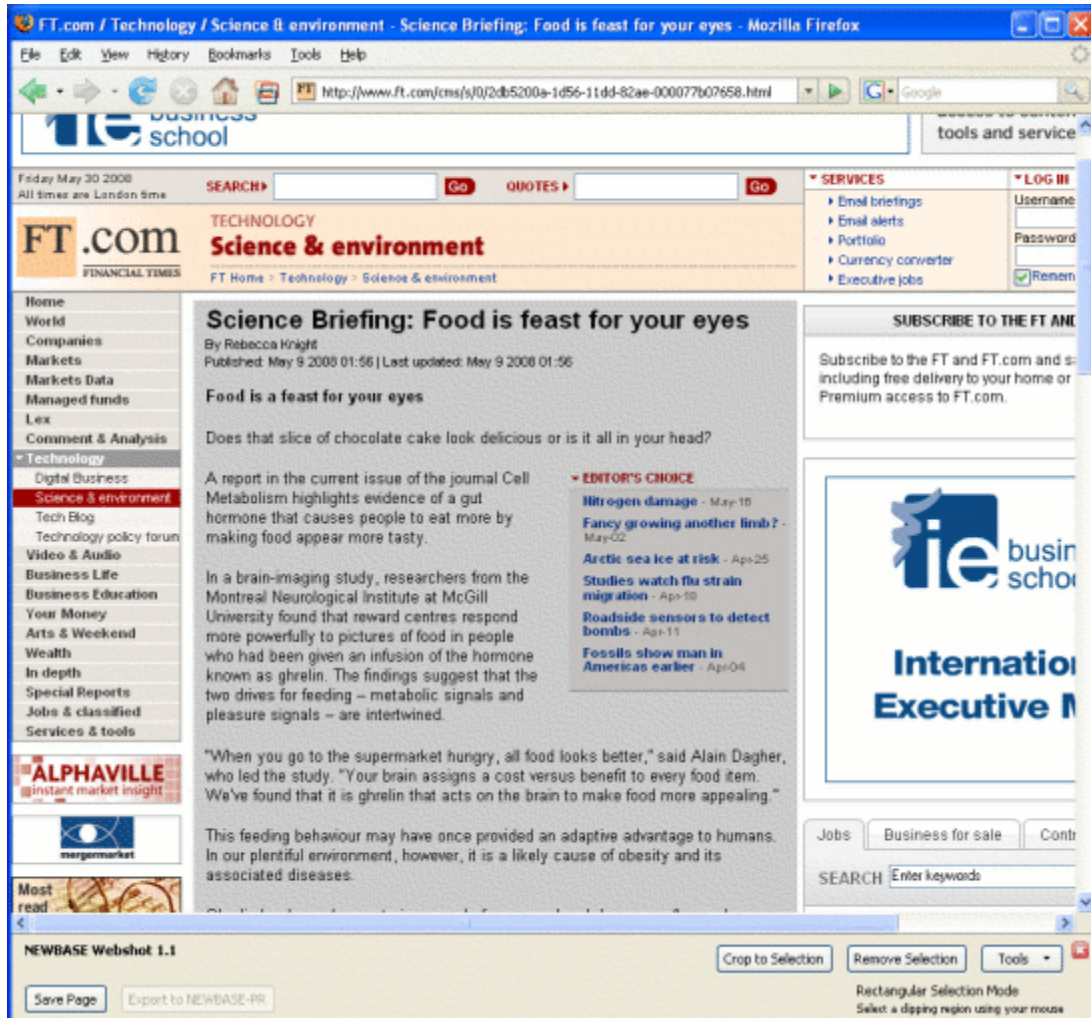 FT.com / Technology / Science & environment - Science Briefing: Food is feast for your eyes - Mozilla Firefox
File Edit View History Bookmarks Tools Help
http://www.ft.com/cms/s/0/2db5200a-1d56-11dd-82ae-000077b07658.html
Google
business
school
tools and service
Friday May 30 2008
All times are London time
SEARCH
Go
QUOTES
Go
SERVICES
Email briefings
Email alerts
Portfolio
Currency converter
Executive jobs
LOG IN
Username
Password
Remem
FT.com
FINANCIAL TIMES
TECHNOLOGY
Science & environment
FT Home > Technology > Science & environment
Home
World
Companies
Markets
Markets Data
Managed funds
Lex
Comment & Analysis
Technology
Digital Business
Science & environment
Tech Blog
Technology policy forum
Video & Audio
Business Life
Business Education
Your Money
Arts & Weekend
Wealth
In depth
Special Reports
Jobs & classified
Services & tools
ALPHAVILLE
instant market insight
mergermarket
Most
read
Science Briefing: Food is feast for your eyes
By Rebecca Knight
Published: May 9 2008 01:56 | Last updated: May 9 2008 01:56
Food is a feast for your eyes
Does that slice of chocolate cake look delicious or is it all in your head?
A report in the current issue of the journal Cell
Metabolism highlights evidence of a gut
hormone that causes people to eat more by
making food appear more tasty.
In a brain-imaging study, researchers from the
Montreal Neurological Institute at McGill
University found that reward centres respond
more powerfully to pictures of food in people
who had been given an infusion of the hormone
known as ghrelin. The findings suggest that the
two drives for feeding – metabolic signals and
pleasure signals – are intertwined.
EDITOR'S CHOICE
Nitrogen damage - May-16
Fancy growing another limb? -
May-02
Arctic sea ice at risk - Apr-25
Studies watch flu strain
migration - Apr-18
Roadside sensors to detect
bombs - Apr-11
Fossils show man in
Americas earlier - Apr-04
"When you go to the supermarket hungry, all food looks better," said Alain Dagher,
who led the study. "Your brain assigns a cost versus benefit to every food item.
We've found that it is ghrelin that acts on the brain to make food more appealing."
This feeding behaviour may have once provided an adaptive advantage to humans.
In our plentiful environment, however, it is a likely cause of obesity and its
associated diseases.
SUBSCRIBE TO THE FT AND
Subscribe to the FT and FT.com and s
including free delivery to your home or
Premium access to FT.com.
ie busin
schoo
Internation
Executive M
Jobs
Business for sale
Contr
SEARCH
Enter keywords
NEWBASE Webshot 1.1
Crop to Selection
Remove Selection
Tools
Save Page
Export to NEWBASE-PR
Rectangular Selection Mode
Select a clipping region using your mouse